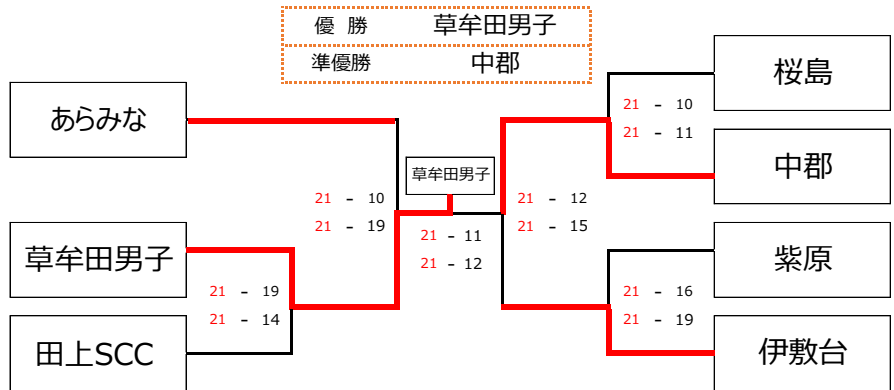 優 勝 草牟田男子
準優勝 中郡
あらみな
草牟田男子
田上SCC
21 - 19
21 - 14
21 - 10
21 - 19
草牟田男子
21 - 11
21 - 12
21 - 12
21 - 15
桜島
中郡
21 - 10
21 - 11
紫原
伊敷台
21 - 16
21 - 19